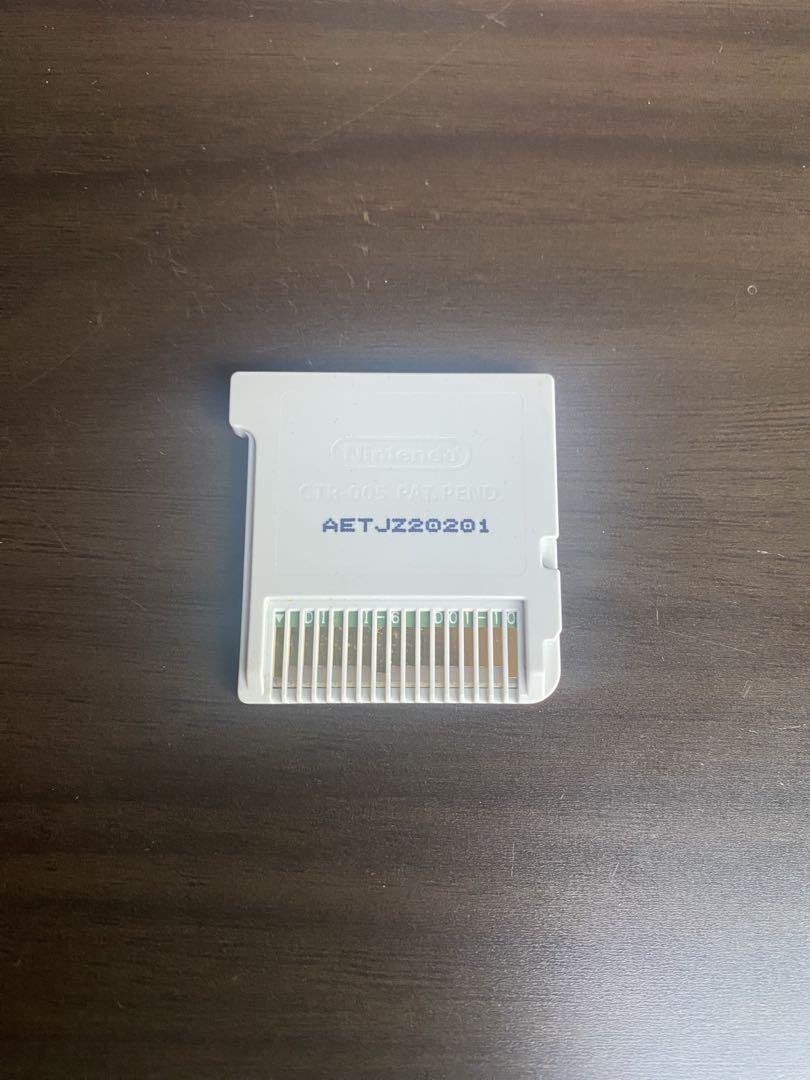 Nintendo
CTR-005 PAT.PEND.
AETJZ20201